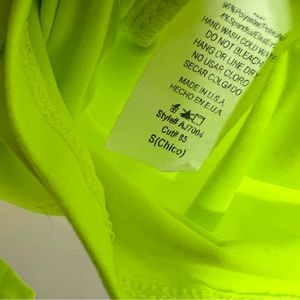 HAND WASH COLD WATER
DO NOT BLEACH
HANG OR LINE DRY
NO USAR CLORO
SECAR COLGADO
MADE IN U.S.A
HECHO EN E.U.A
Style# AJ7004
Cut# 85
S(Chico)